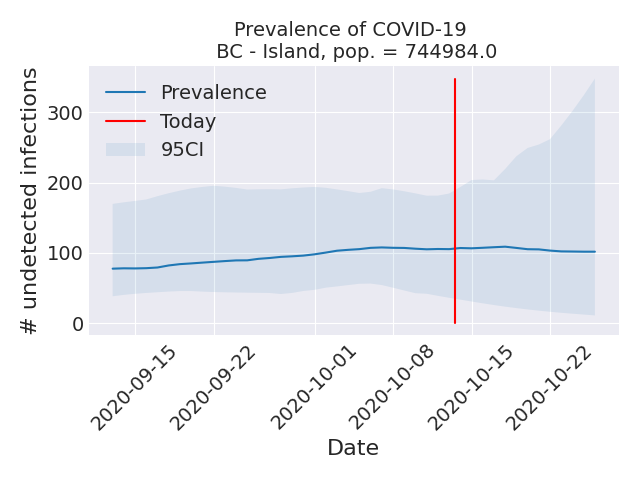 Prevalence of COVID-19
BC - Island, pop. = 744984.0
Prevalence
Today
95CI
# undetected infections
300
200
100
0
2020-09-15
2020-09-22
2020-10-01
2020-10-08
2020-10-15
2020-10-22
Date